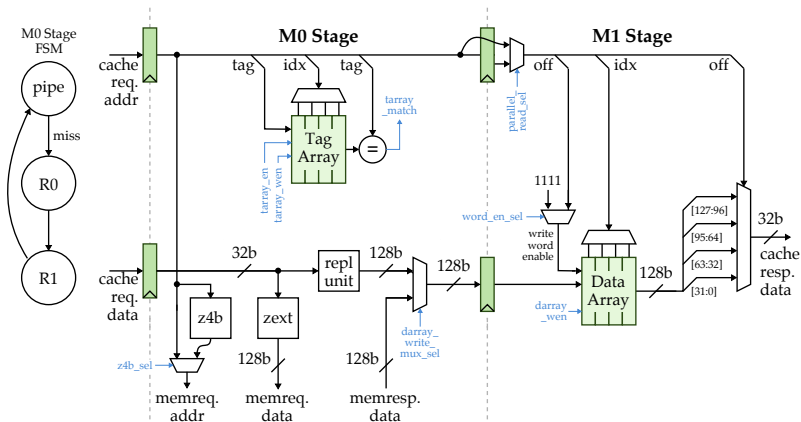 M0 Stage
FSM
pipe
miss
R0
R1
M0 Stage
M1 Stage
cache
req.
addr
tag
idx
tag
off
idx
off
tarray
_match
parallel_
read_sel
Tag
Array
=
tarray_en
tarray_wen
1111
word_en_sel
write
word
enable
[127:96]
[95:64]
[63:32]
[31:0]
32b
cache
resp.
data
cache
req.
data
32b
repl
unit
128b
128b
Data
Array
128b
darray
_wen
z4b
zext
darray_
write_
mux_sel
z4b_sel
128b
128b
memreq.
addr
memreq.
data
memresp.
data